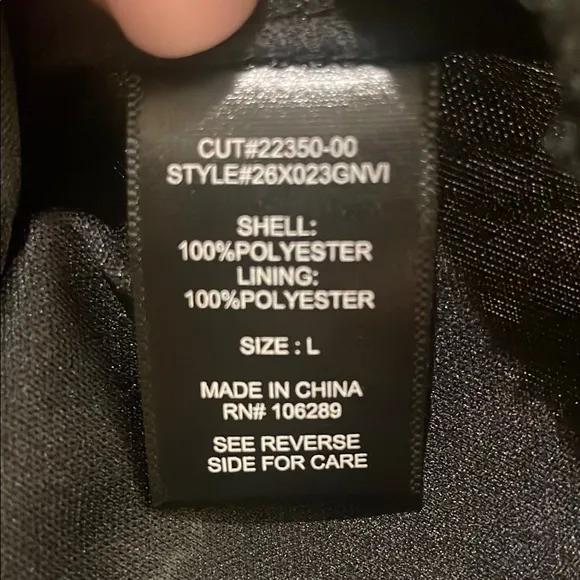 CUT#22350-00
STYLE#26X023GNVI
SHELL:
100%POLYESTER
LINING:
100%POLYESTER
SIZE : L
MADE IN CHINA
RN# 106289
SEE REVERSE
SIDE FOR CARE